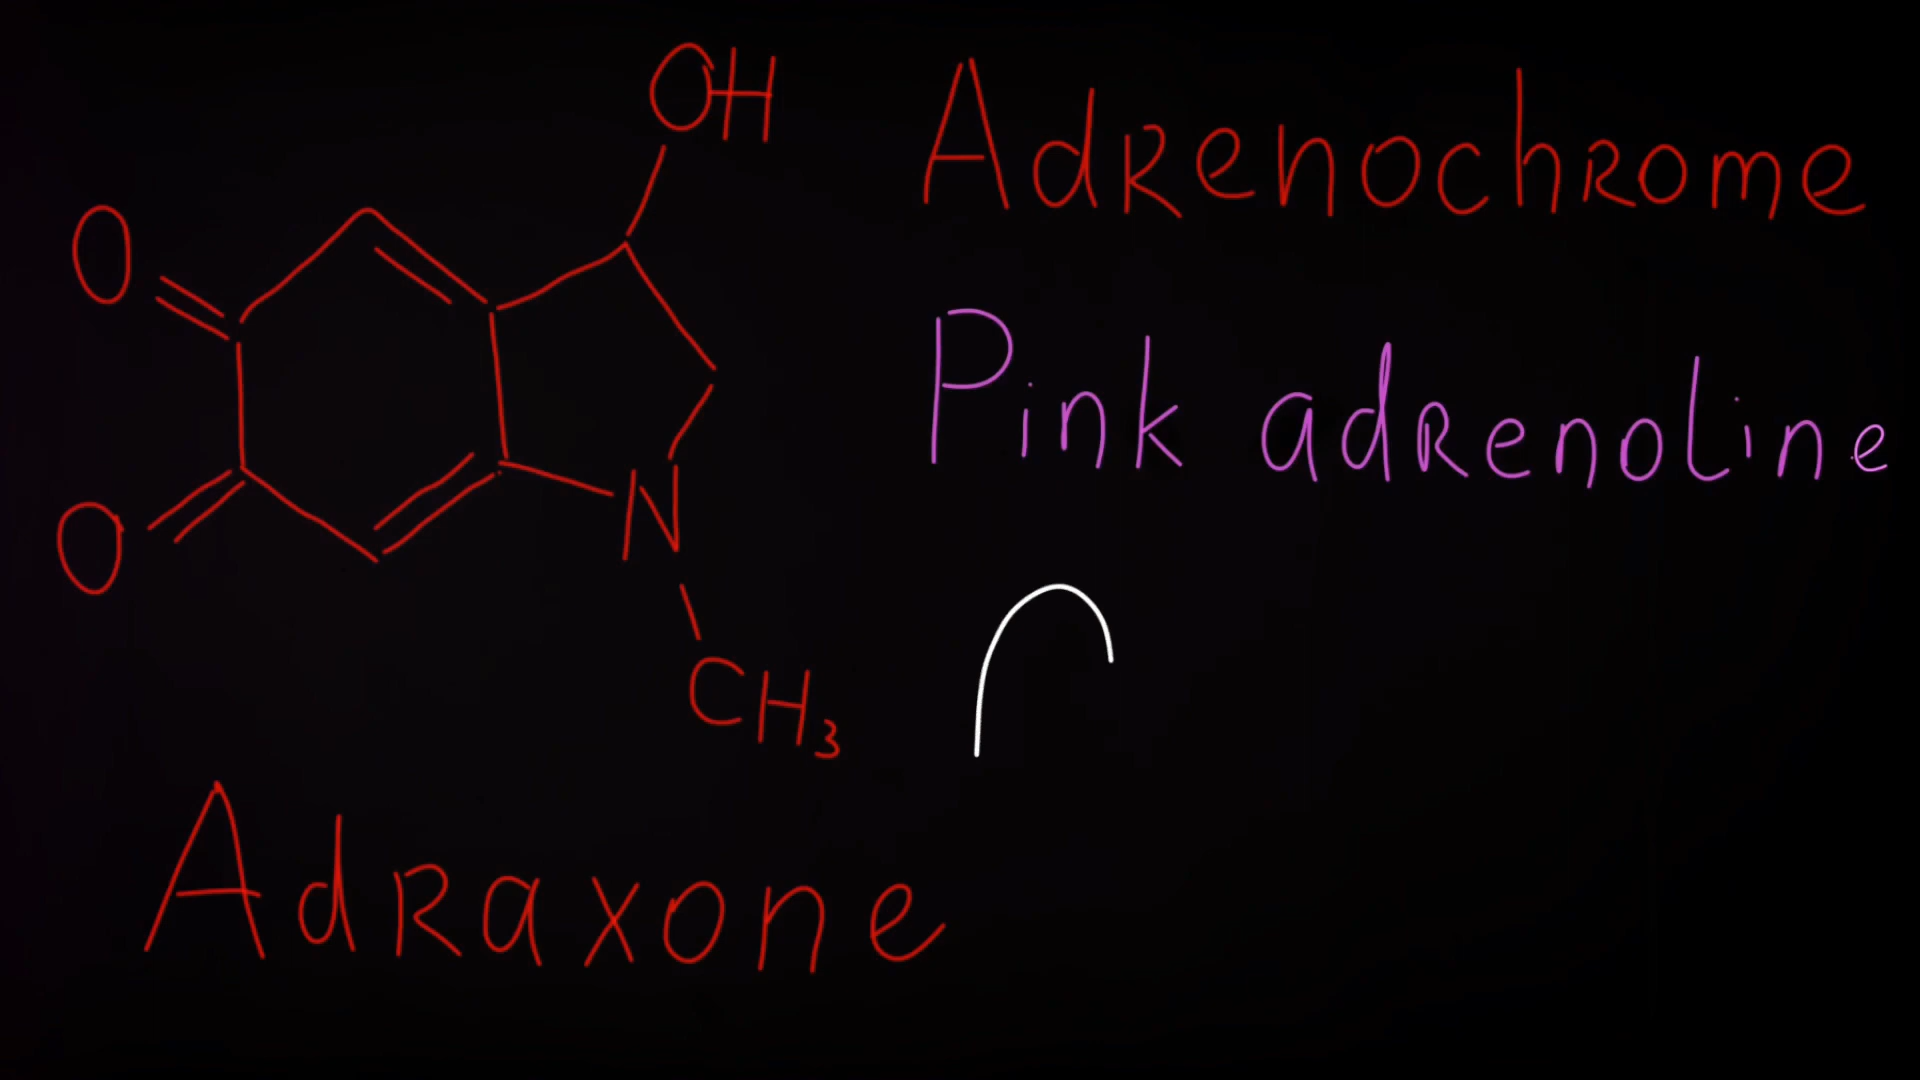 OH
Adrenochrome
O
Pink adrenoline
O
N
CH3
Adraxone